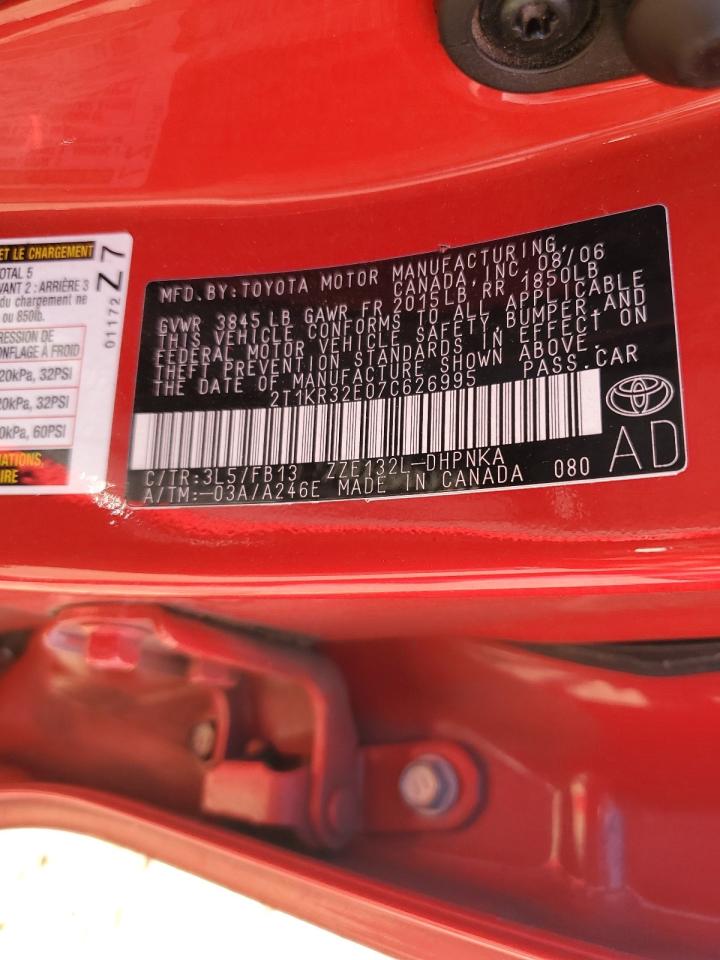 ET LE CHARGEMENT
OTAL 5
VANT 2 : ARRIÈRE 3
du chargement ne
ou 850lb.
RESSION DE
ONFLAGE À FROID
20kPa, 32PSI
20kPa, 32PSI
0kPa, 60PSI
MATIONS,
AIRE
01172
Z 7
MFD.BY:TOYOTA MOTOR MANUFACTURING,
CANADA,INC. 08/06
GVWR 3845 LB GAWR FR 2015LB RR 1850LB
THIS VEHICLE CONFORMS TO ALL APPLICABLE
FEDERAL MOTOR VEHICLE SAFETY,BUMPER,AND
THEFT PREVENTION STANDARDS IN EFFECT ON
THE DATE OF MANUFACTURE SHOWN ABOVE.
2T1KR32E07C626995 PASS.CAR
C/TR:3L5/FB13 ZZE132L-DHPNKA
A/TM:-03A/A246E MADE IN CANADA 080
AD